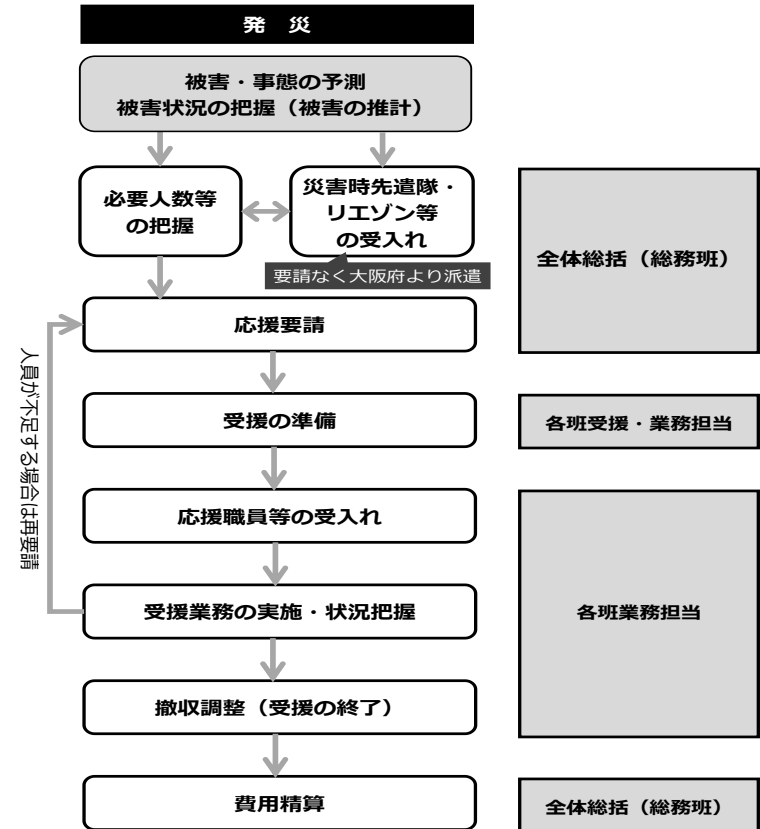 発　災
被害・事態の予測
被害状況の把握（被害の推計）
必要人数等
の把握
災害時先遣隊・
リエゾン等
の受入れ
要請なく大阪府より派遣
全体総括（総務班）
応援要請
人員が不足する場合は再要請
受援の準備
各班受援・業務担当
応援職員等の受入れ
受援業務の実施・状況把握
各班業務担当
撤収調整（受援の終了）
費用精算
全体総括（総務班）